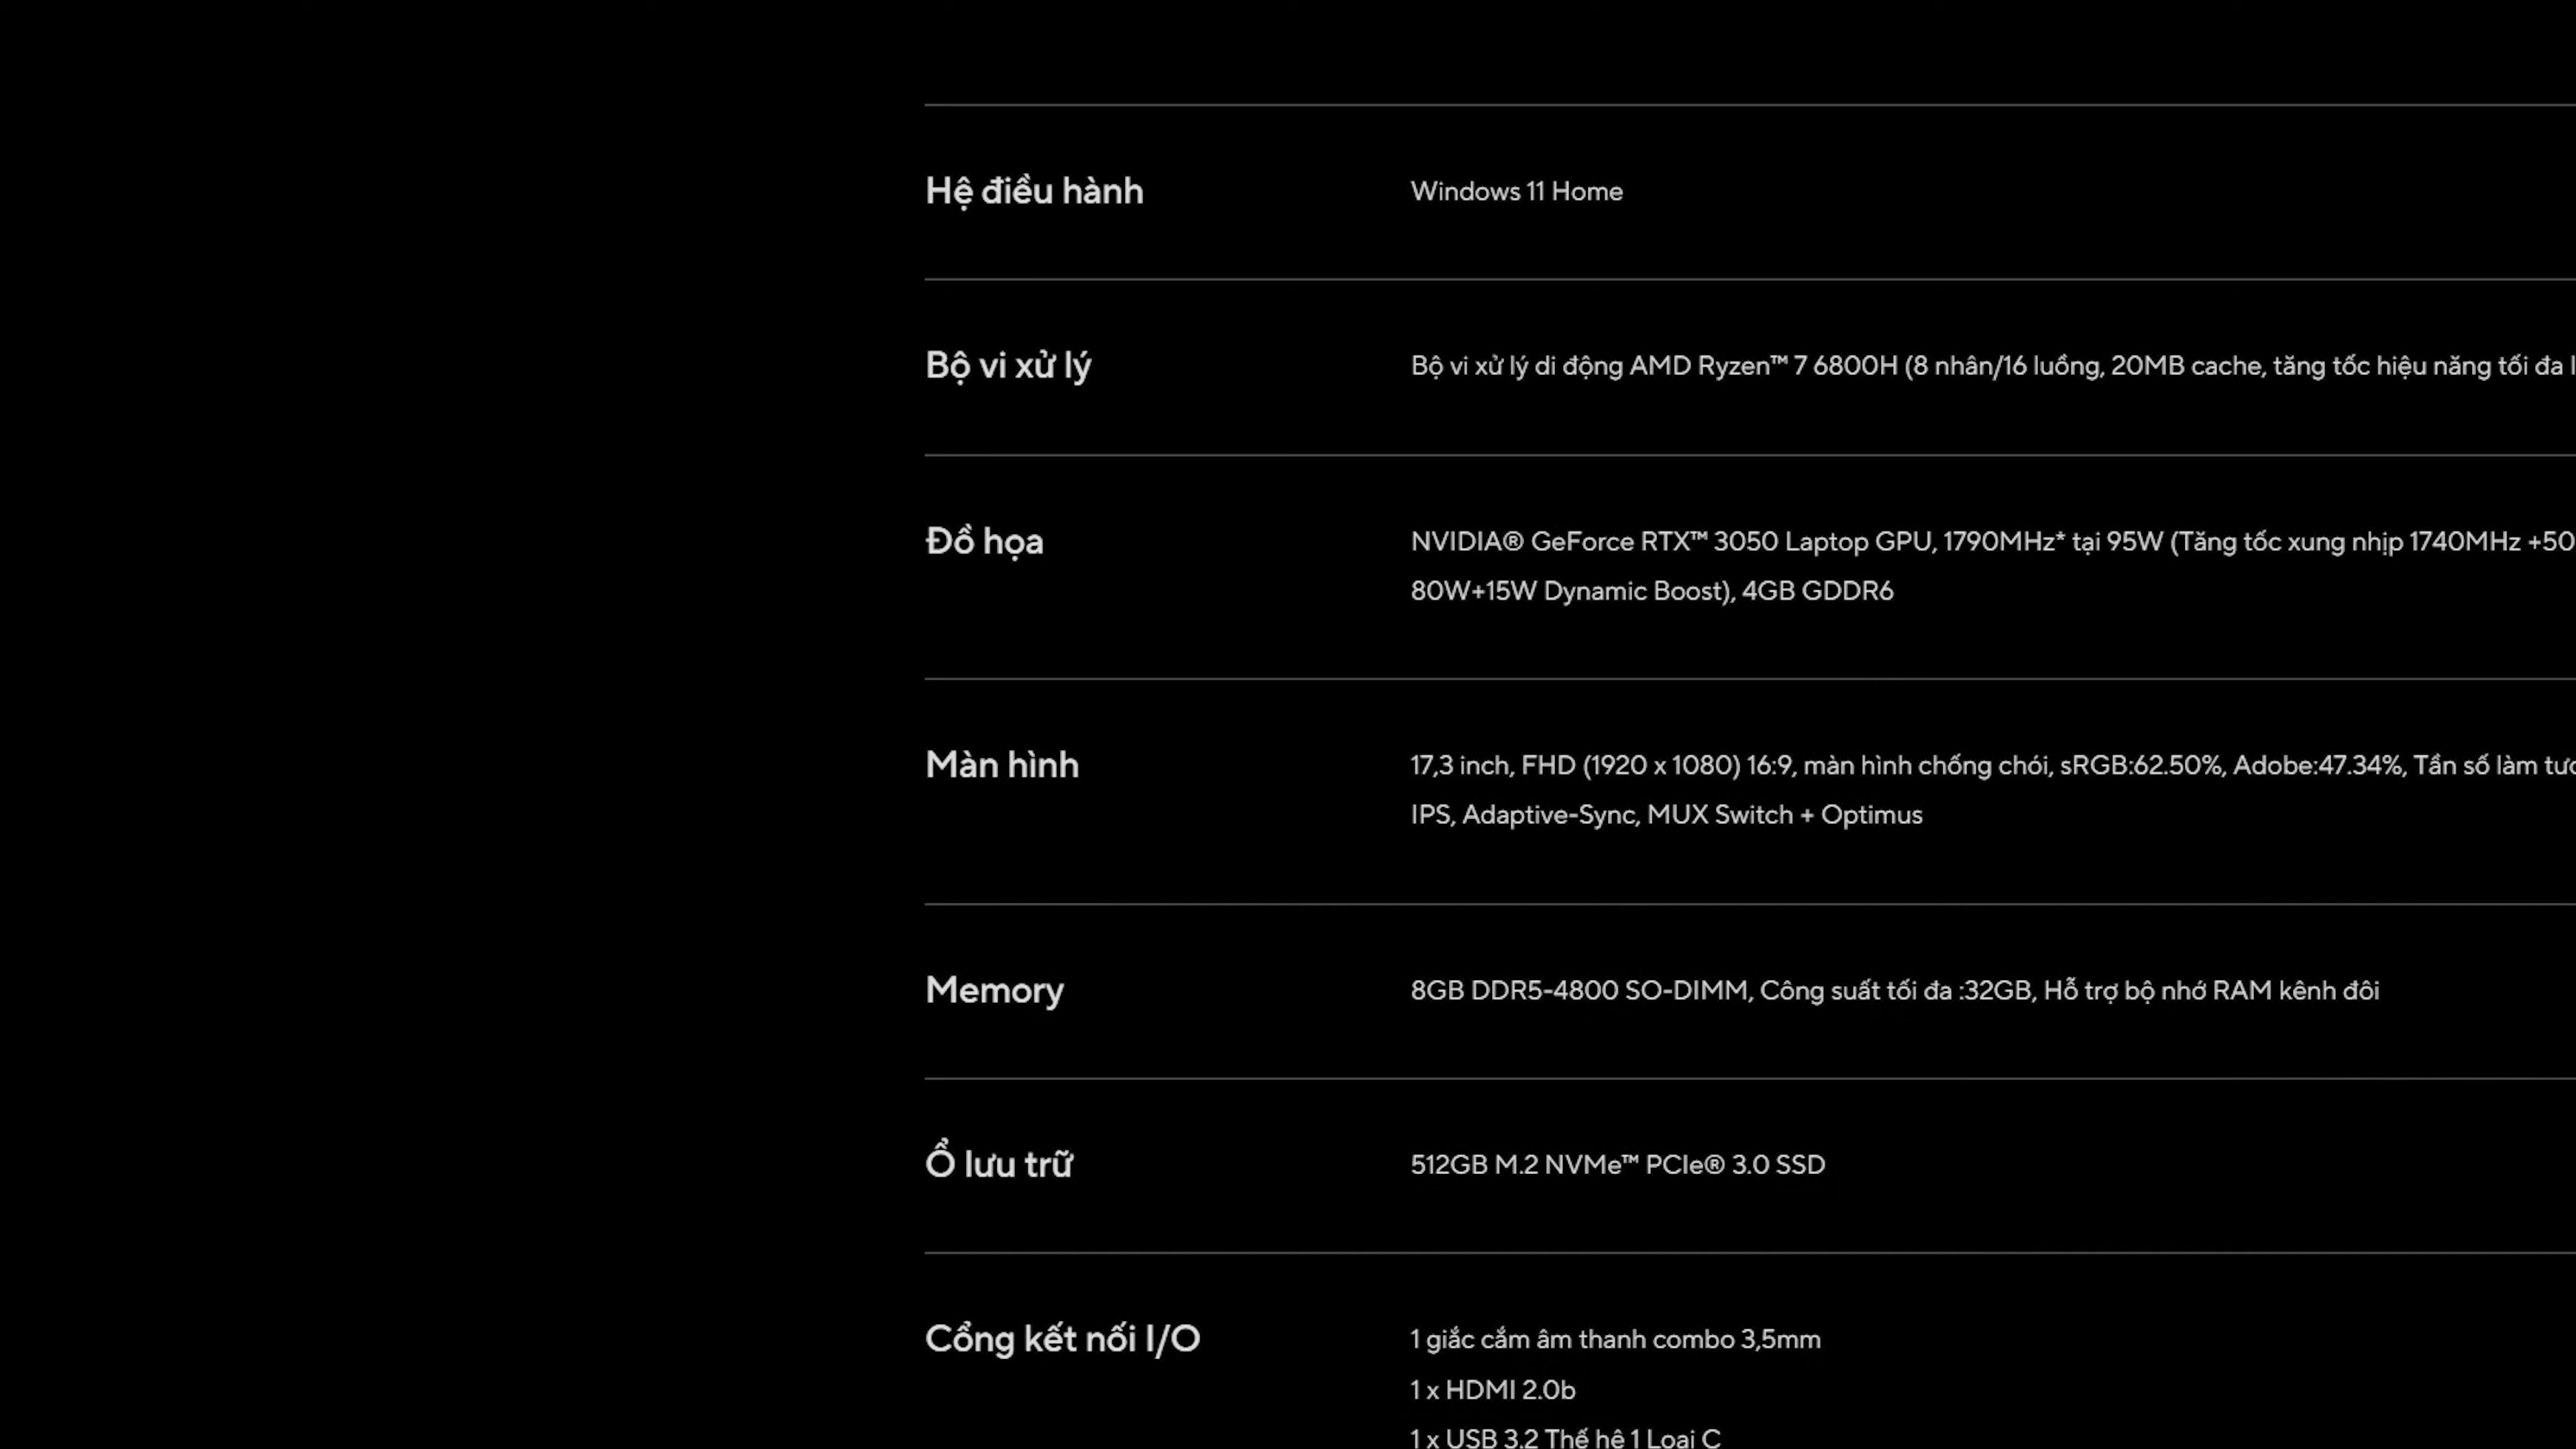 Hệ điều hành
Windows 11 Home
Bộ vi xử lý
Bộ vi xử lý di động AMD Ryzen™ 7 6800H (8 nhân/16 luồng, 20MB cache, tăng tốc hiệu năng tối đa
Đồ họa
NVIDIA® GeForce RTX™ 3050 Laptop GPU, 1790MHz* tại 95W (Tăng tốc xung nhịp 1740MHz +50
80W+15W Dynamic Boost), 4GB GDDR6
Màn hình
17,3 inch, FHD (1920 x 1080) 16:9, màn hình chống chói, sRGB:62.50%, Adobe:47.34%, Tần số làm
IPS, Adaptive-Sync, MUX Switch + Optimus
Memory
8GB DDR5-4800 SO-DIMM, Công suất tối đa :32GB, Hỗ trợ bộ nhớ RAM kênh đôi
Ổ lưu trữ
512GB M.2 NVMe™ PCIe® 3.0 SSD
Cổng kết nối I/O
1 giắc cắm âm thanh combo 3,5mm
1 x HDMI 2.0b
1 x USB 3.2 Thế hệ 1 Loại C